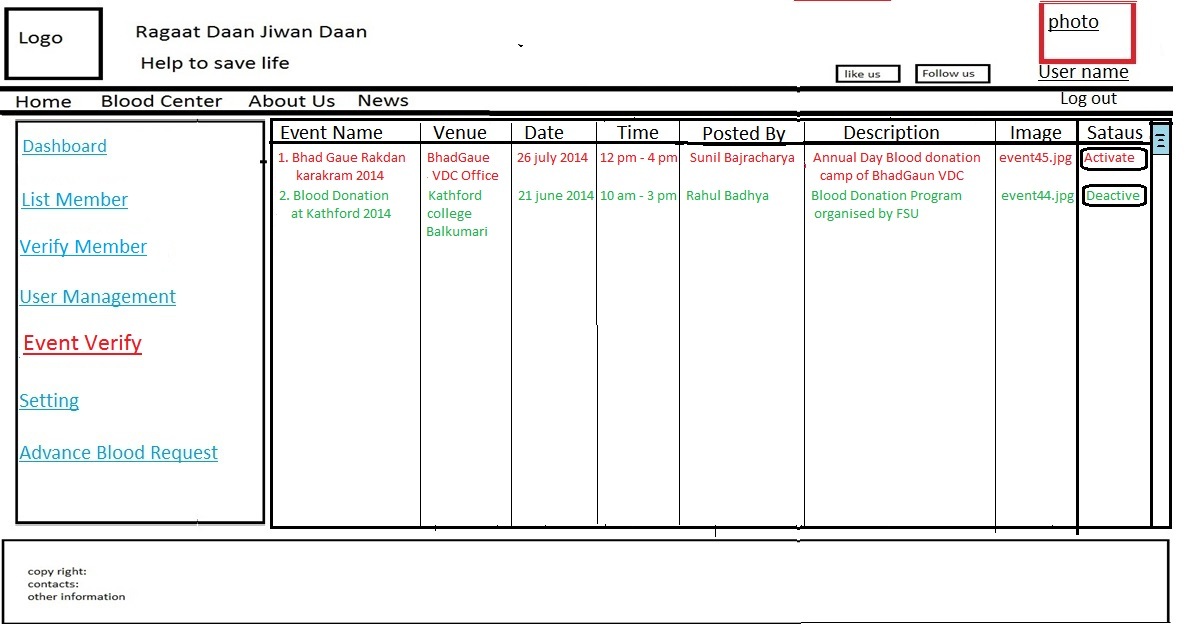 Logo
Ragaat Daan Jiwan Daan
Help to save life
like us
Follow us
photo
User name
Home Blood Center About Us News
Log out
Dashboard
List Member
Verify Member
User Management
Event Verify
Setting
Advance Blood Request
Event Name Venue Date Time Posted By Description Image Sataus
1. Bhad Gaue Rakdan BhadGaue 26 july 2014 12 pm - 4 pm Sunil Bajracharya Annual Day Blood donation event45.jpg Activate
karakram 2014 VDC Office camp of BhadGaun VDC
2. Blood Donation Kathford 21 june 2014 10 am - 3 pm Rahul Badhya Blood Donation Program event44.jpg Deactive
at Kathford 2014 college organised by FSU
Balkumari
copy right:
contacts:
other information